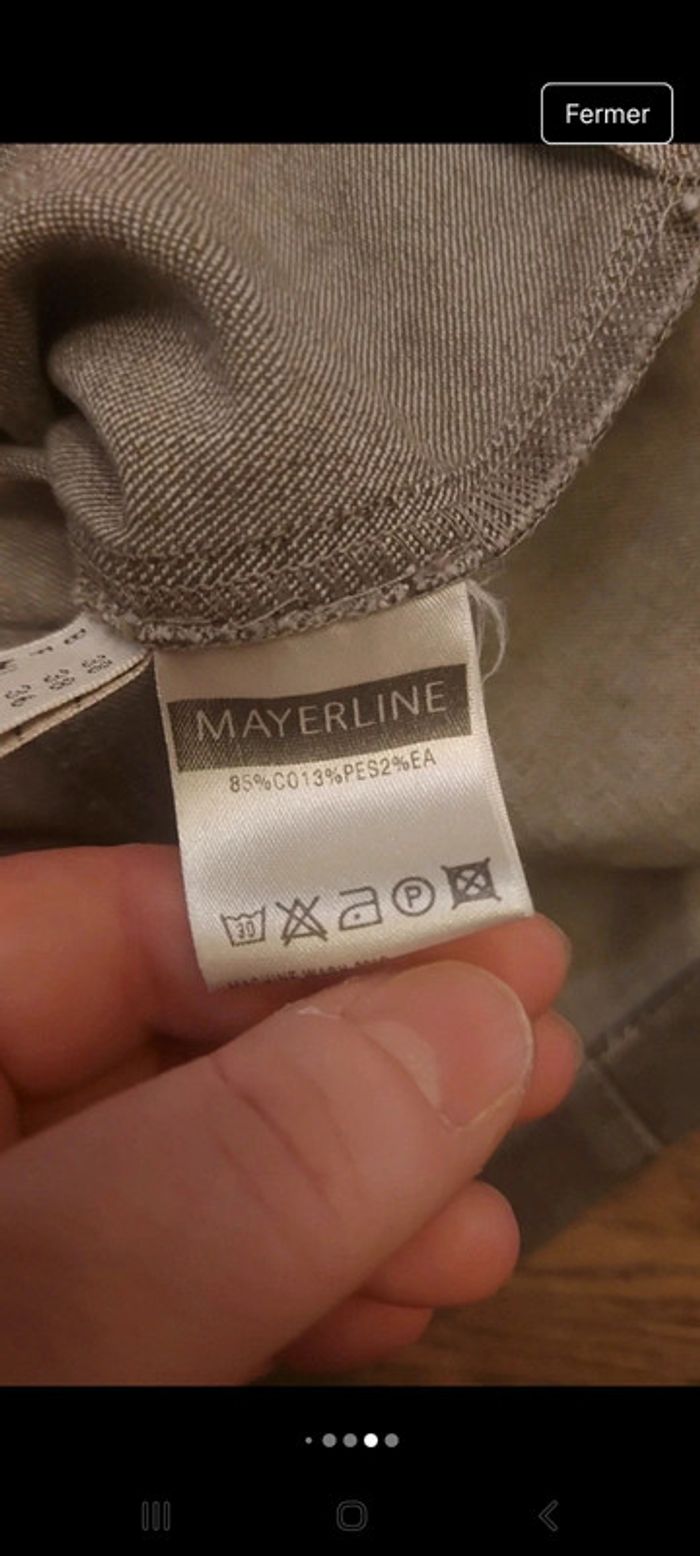 Fermer
MAYERLINE
85%CO13%PES2%EA
30 P